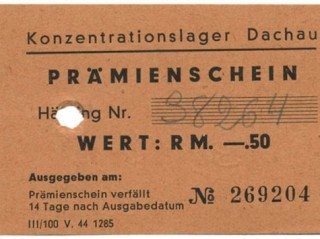 Konzentrationslager Dachau
PRÄMIENSCHEIN
Nr. 38264
WERT: RM. —.50
Ausgegeben am:
Prämienschein verfällt
14 Tage nach Ausgabedatum
№ 269204
III/100 V. 44 1285